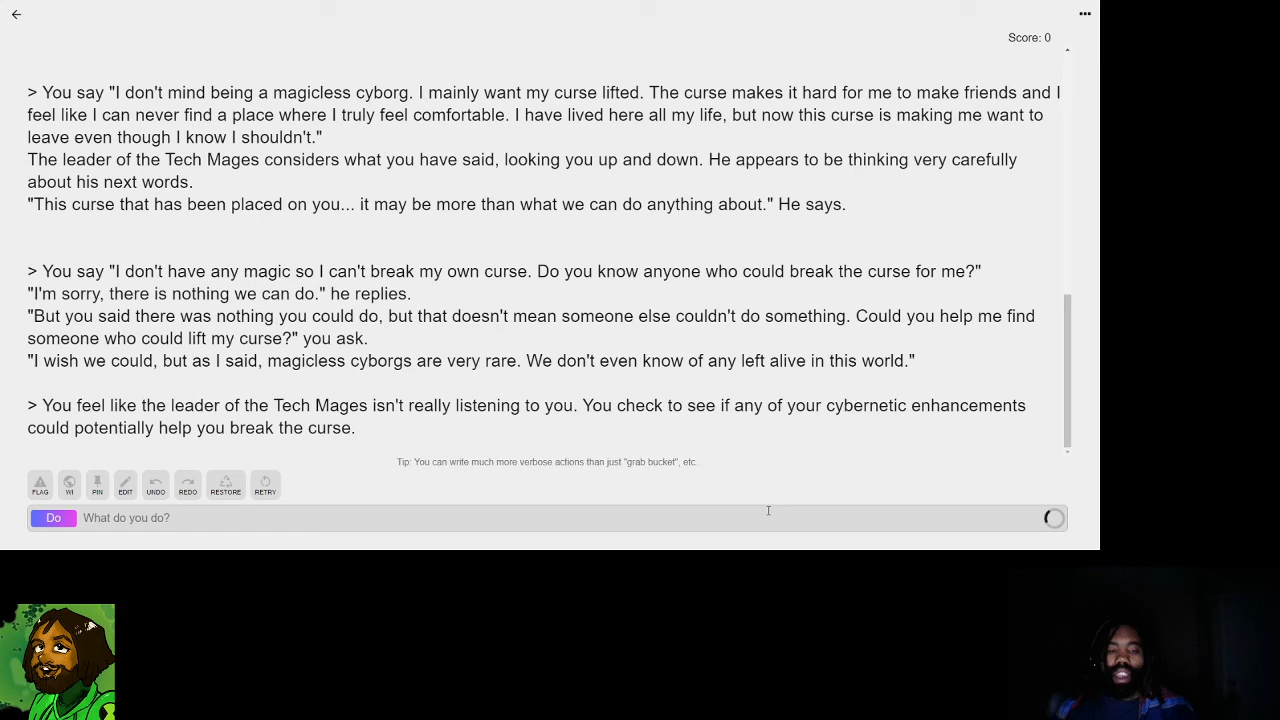 Score: 0
> You say "I don't mind being a magicless cyborg. I mainly want my curse lifted. The curse makes it hard for me to make friends and I
feel like I can never find a place where I truly feel comfortable. I have lived here all my life, but now this curse is making me want to
leave even though I know I shouldn't."
The leader of the Tech Mages considers what you have said, looking you up and down. He appears to be thinking very carefully
about his next words.
"This curse that has been placed on you... it may be more than what we can do anything about." He says.
> You say "I don't have any magic so I can't break my own curse. Do you know anyone who could break the curse for me?"
"I'm sorry, there is nothing we can do." he replies.
"But you said there was nothing you could do, but that doesn't mean someone else couldn't do something. Could you help me find
someone who could lift my curse?" you ask.
"I wish we could, but as I said, magicless cyborgs are very rare. We don't even know of any left alive in this world."
> You feel like the leader of the Tech Mages isn't really listening to you. You check to see if any of your cybernetic enhancements
could potentially help you break the curse.
Tip: You can write much more verbose actions than just "grab bucket", etc..
FLAG WI PIN EDIT UNDO REDO RESTORE RETRY
Do What do you do?